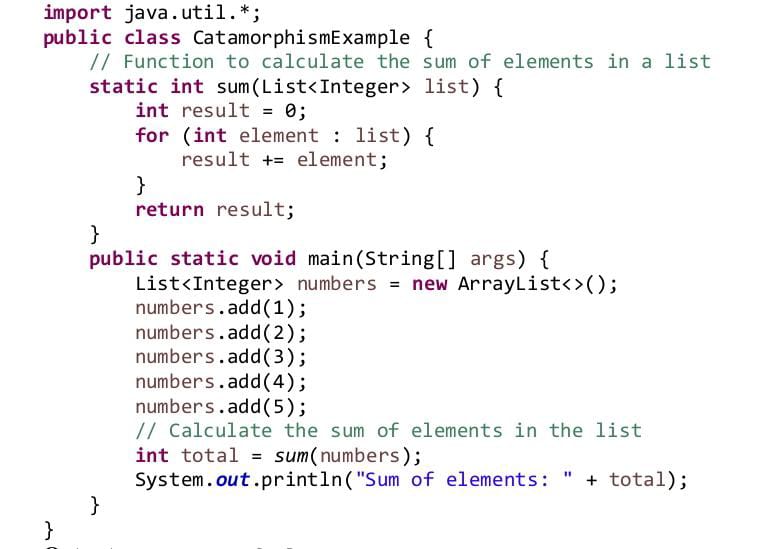 import java.util.*;
public class CatamorphismExample {
    // Function to calculate the sum of elements in a list
    static int sum(List<Integer> list) {
        int result = 0;
        for (int element : list) {
            result += element;
        }
        return result;
    }
    public static void main(String[] args) {
        List<Integer> numbers = new ArrayList<>();
        numbers.add(1);
        numbers.add(2);
        numbers.add(3);
        numbers.add(4);
        numbers.add(5);
        // Calculate the sum of elements in the list
        int total = sum(numbers);
        System.out.println("Sum of elements: " + total);
    }
}